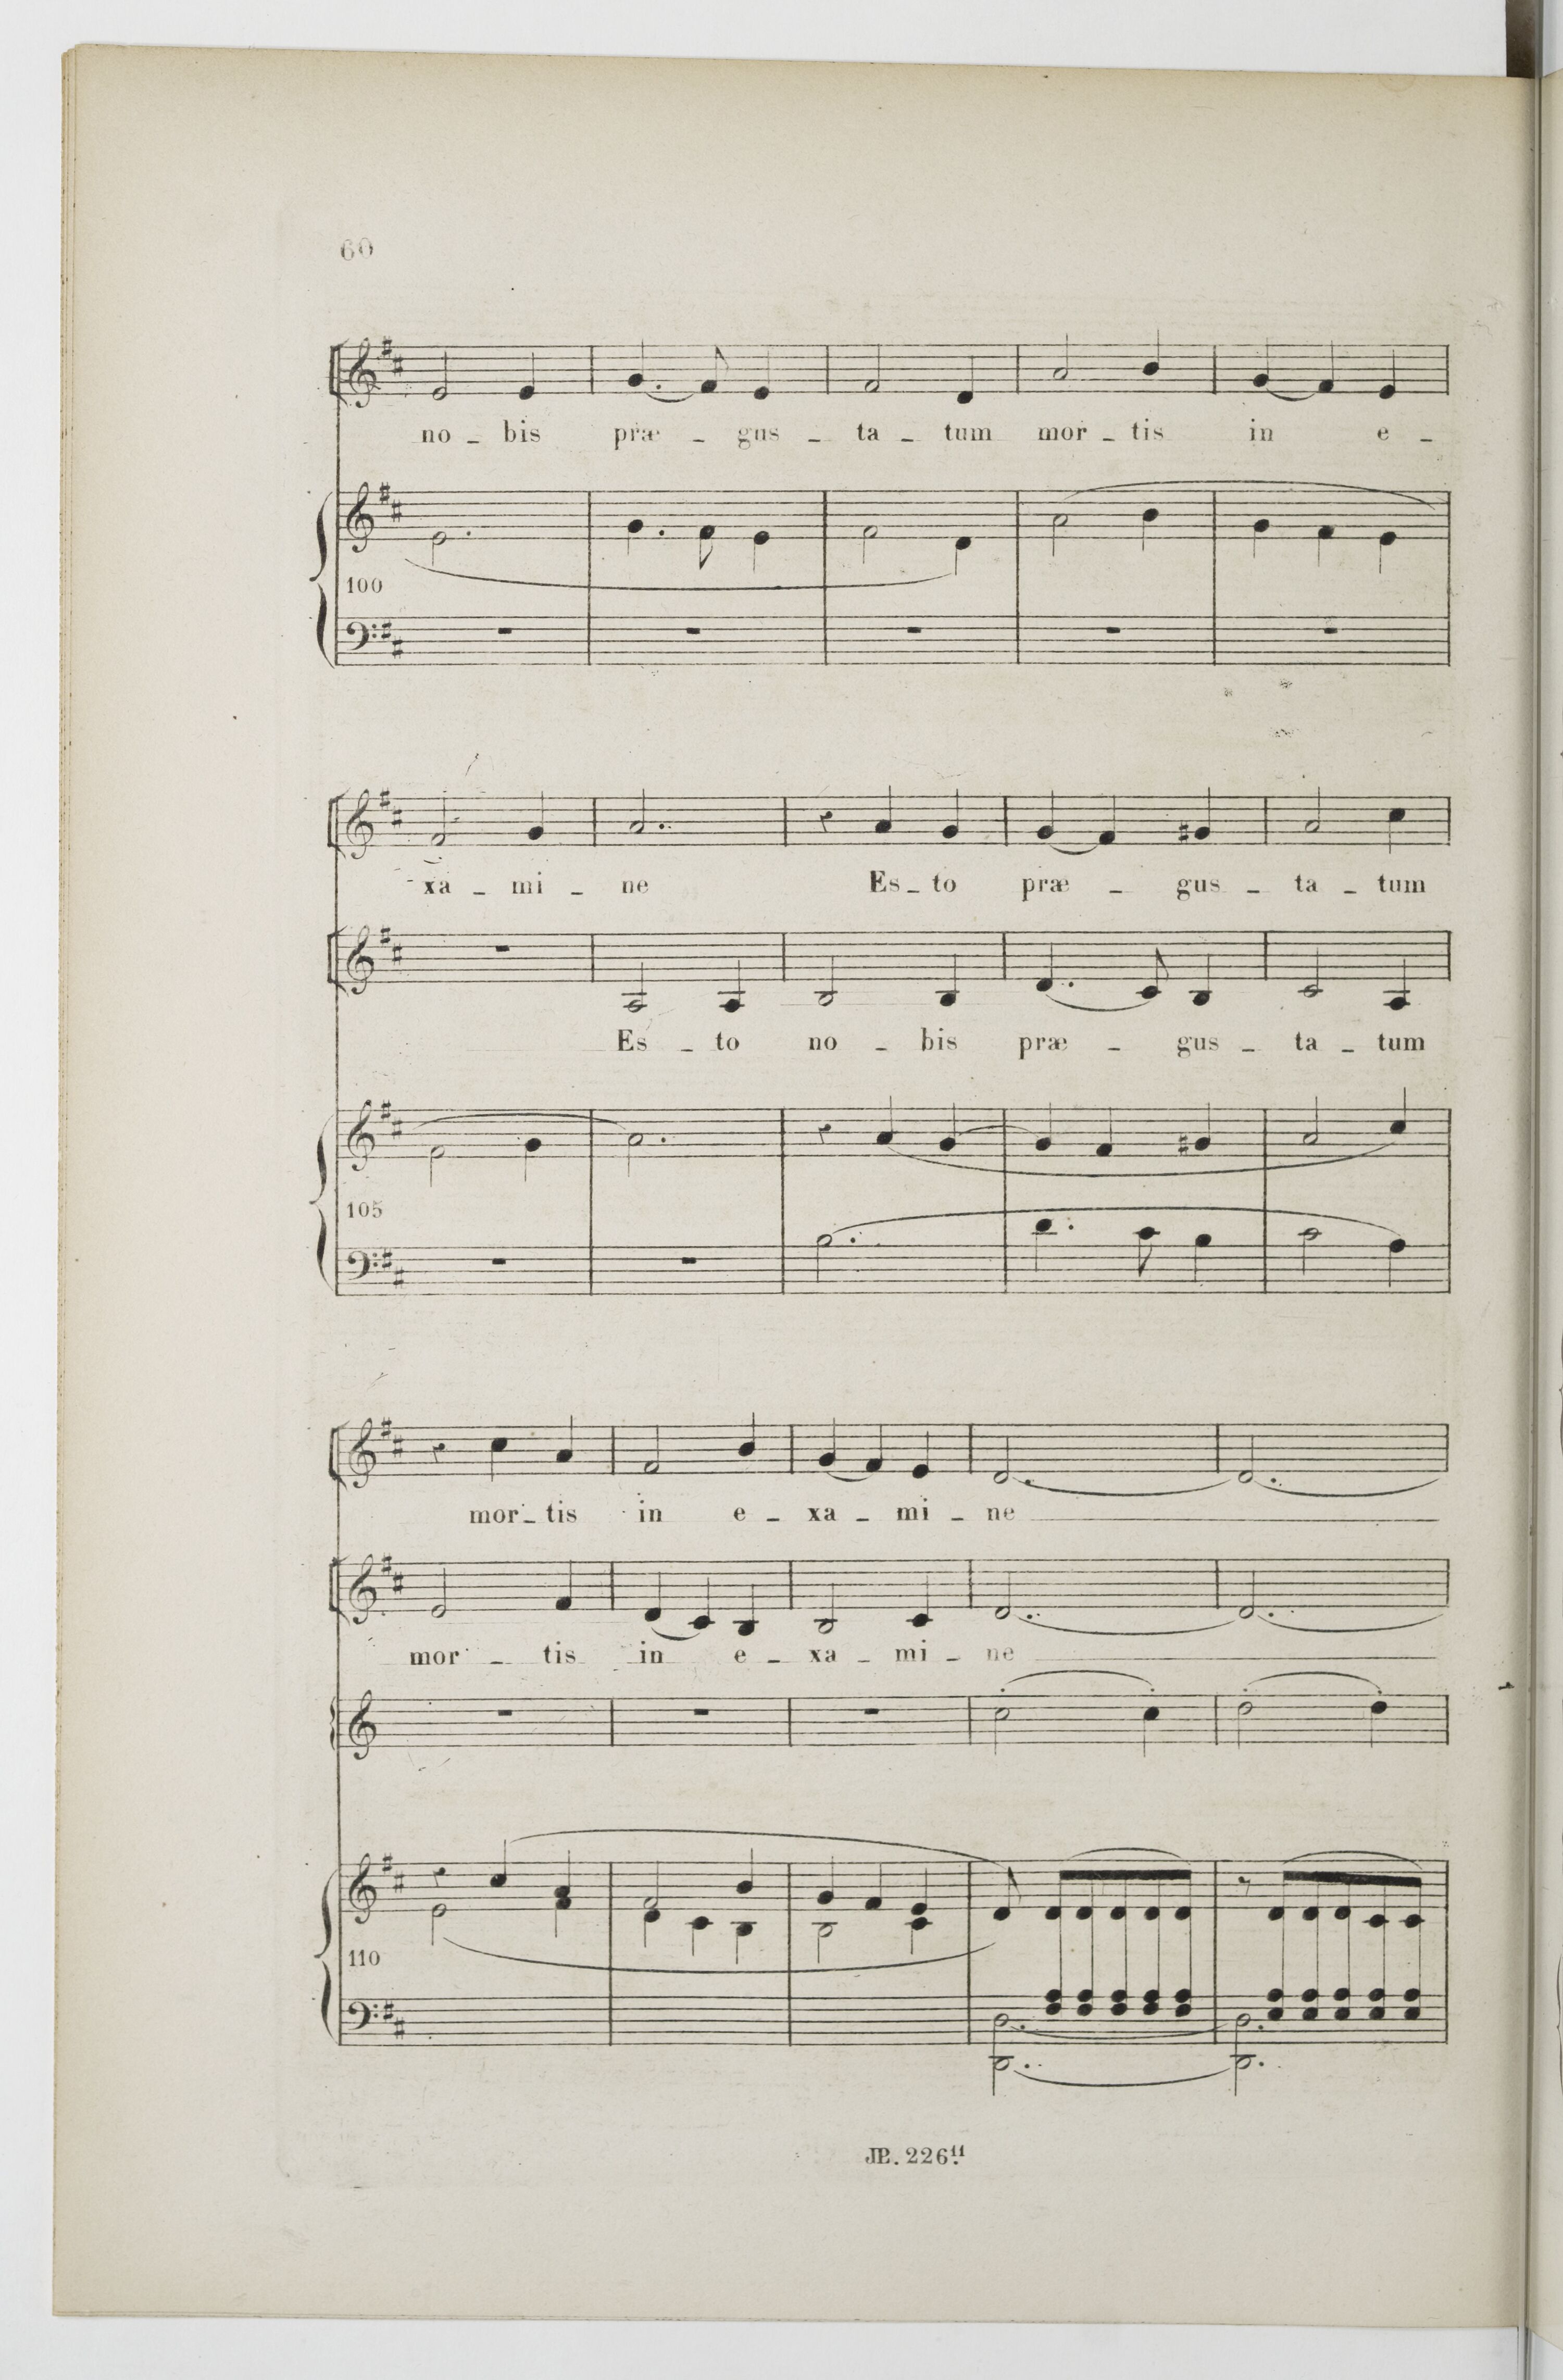 60
no _ bis præ _ gus _ ta _ tum mor _ tis in e _
100
xa _ mi _ ne Es _ to præ _ gus _ ta _ tum
Es _ to no _ bis præ _ gus _ ta _ tum
105
mor _ tis in e _ xa _ mi _ ne
mor _ tis in e _ xa _ mi _ ne
110
JB. 226¹¹.